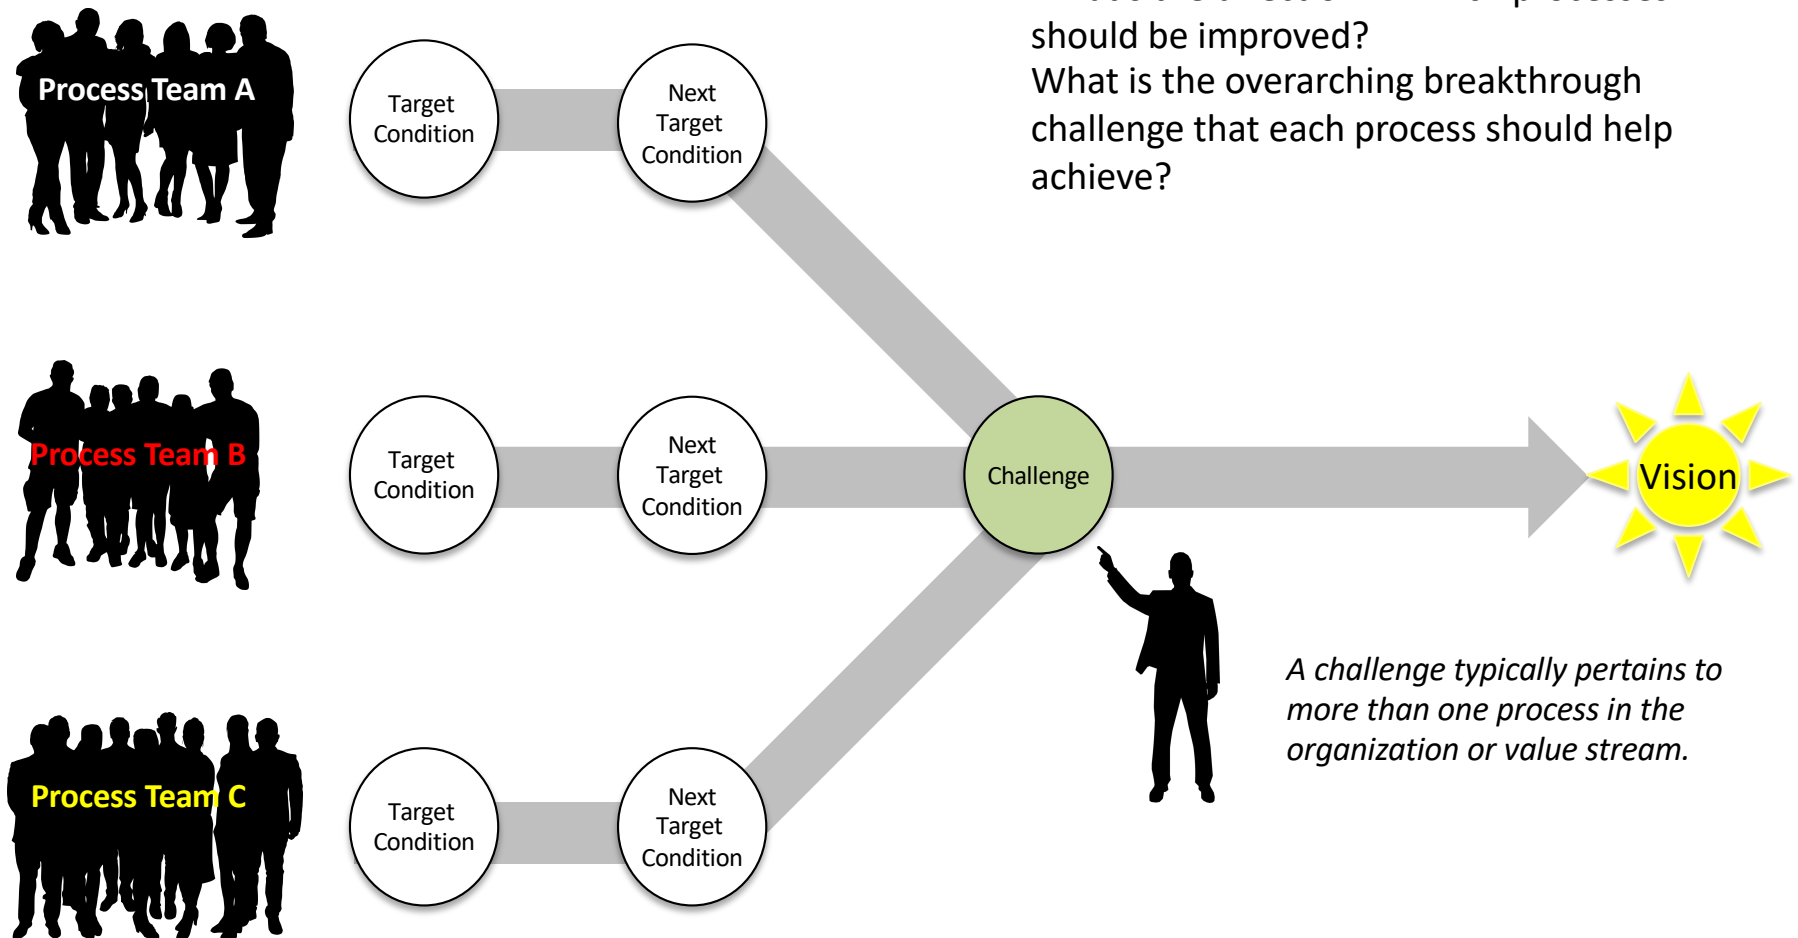 should be improved?
What is the overarching breakthrough
challenge that each process should help
achieve?
Process Team A
Target
Condition
Next
Target
Condition
Process Team B
Target
Condition
Next
Target
Condition
Challenge
Vision
A challenge typically pertains to
more than one process in the
organization or value stream.
Process Team C
Target
Condition
Next
Target
Condition